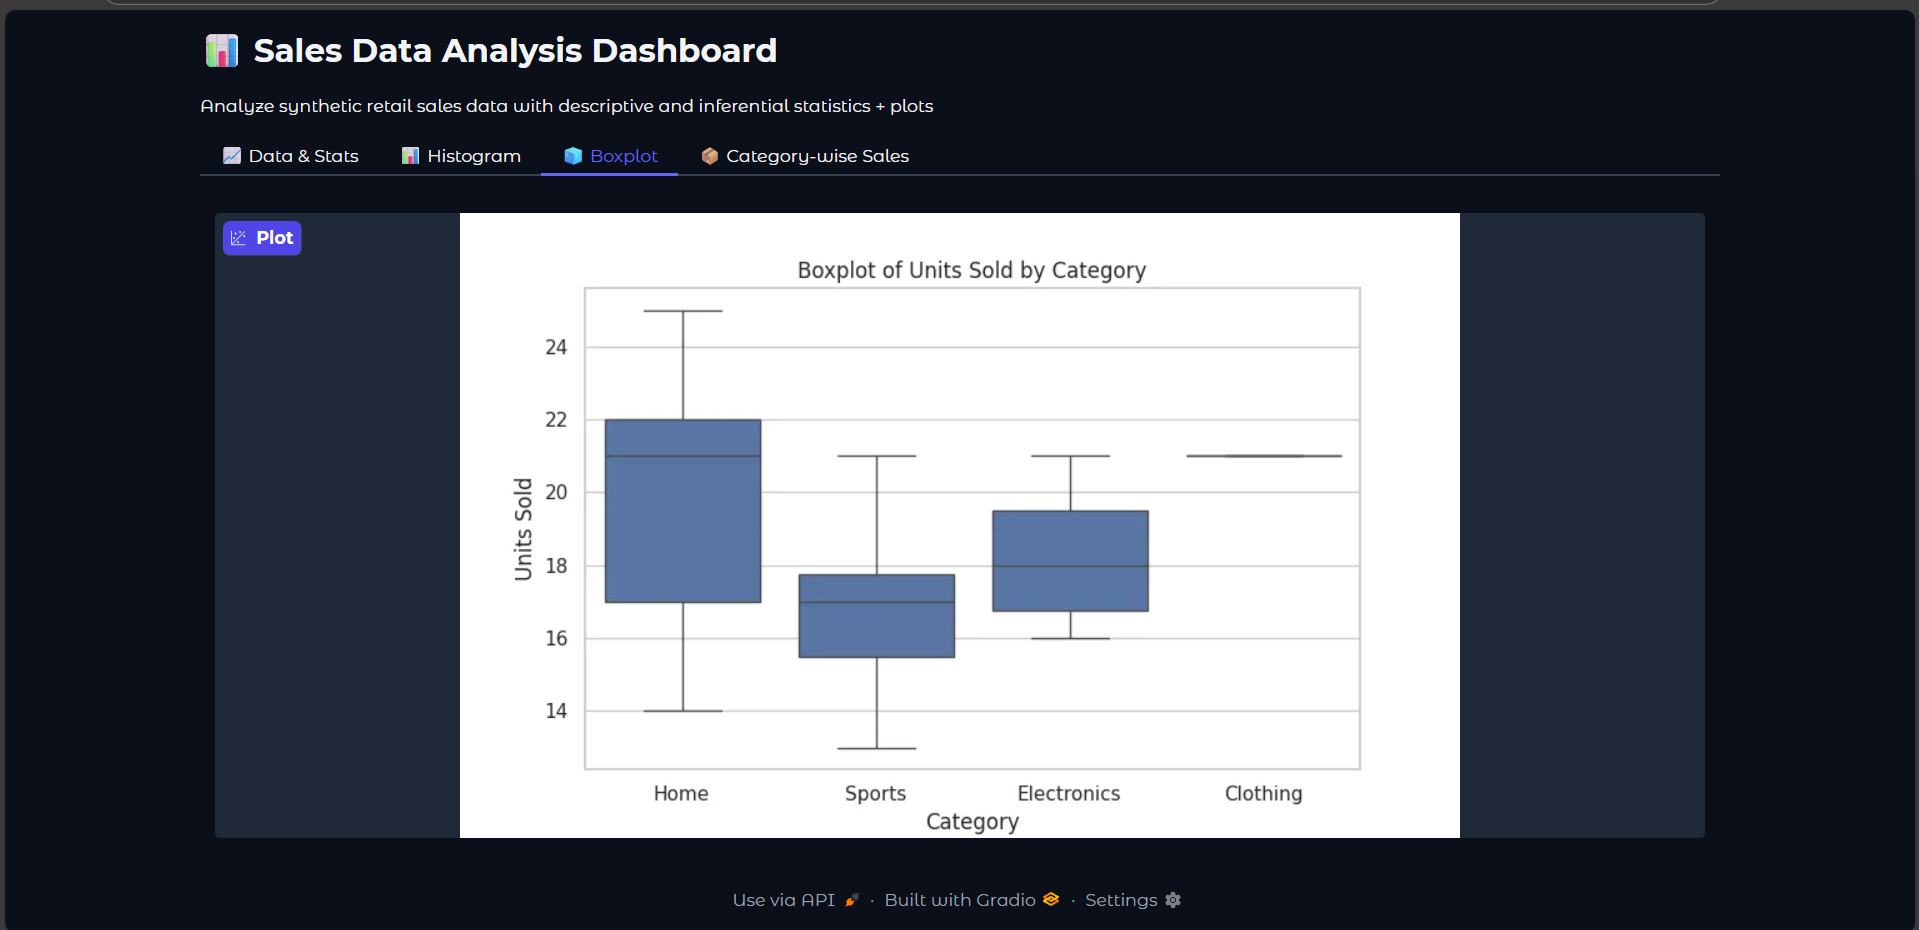 Sales Data Analysis Dashboard
Analyze synthetic retail sales data with descriptive and inferential statistics + plots
Data & Stats
Histogram
Boxplot
Category-wise Sales
Plot
Boxplot of Units Sold by Category
24
22
20
18
16
14
Units Sold
Home
Sports
Electronics
Clothing
Category
Use via API · Built with Gradio · Settings